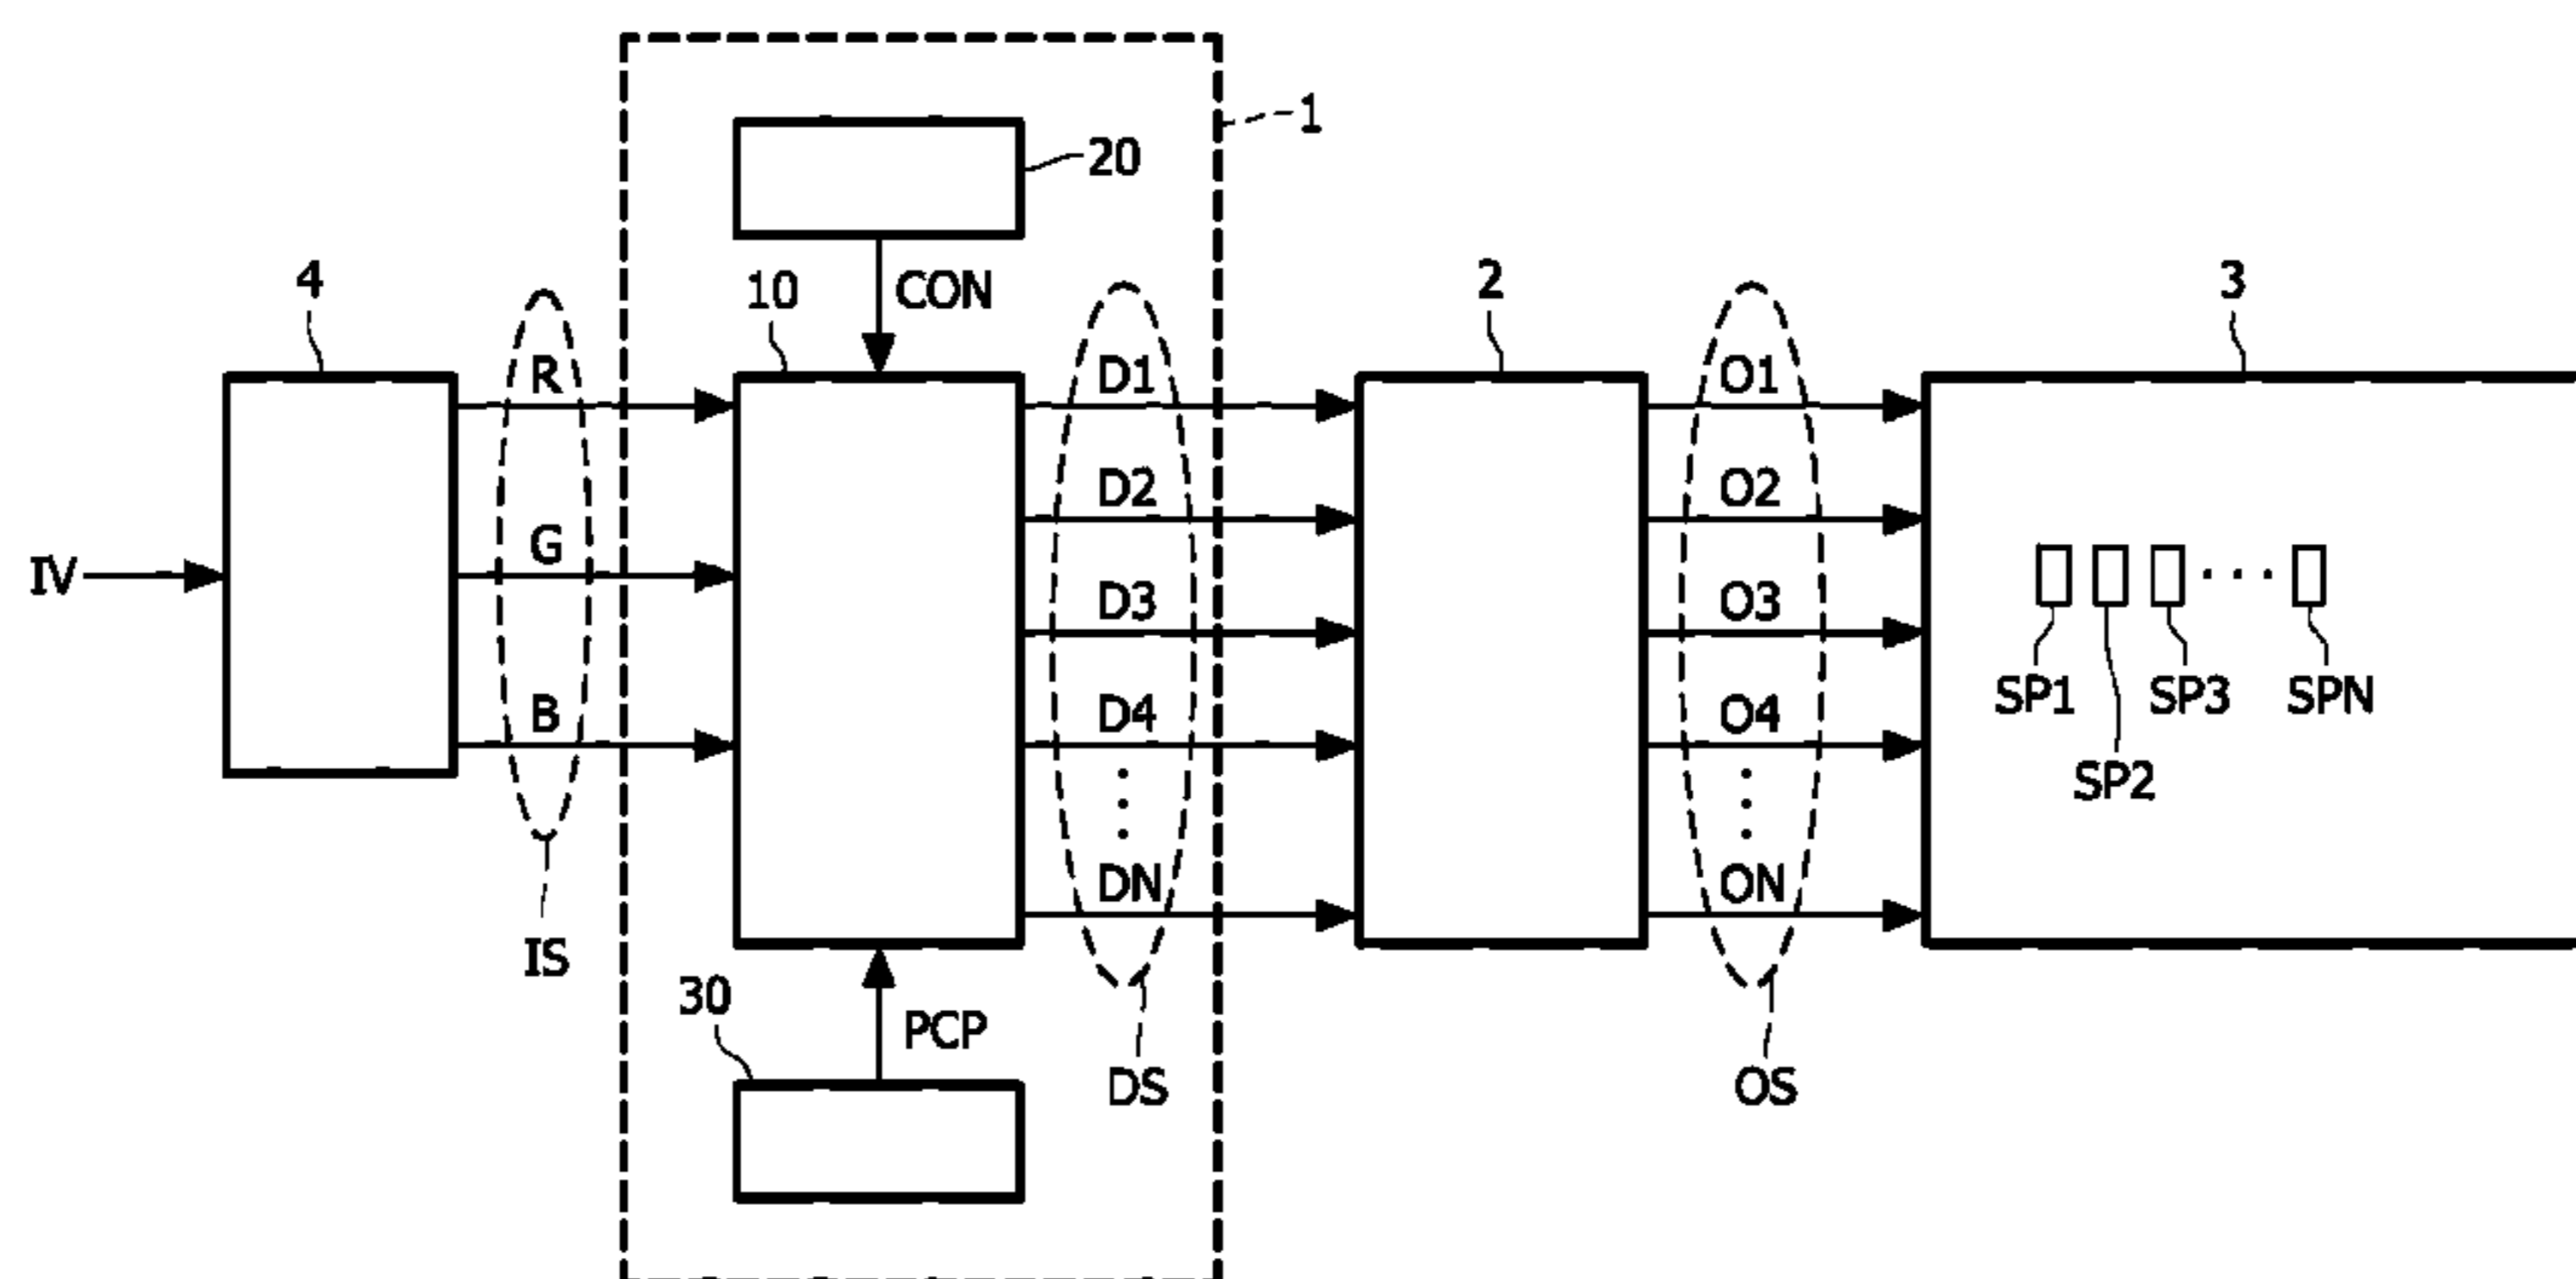 1
20
4
10
CON
2
3
R
D1
O1
D2
O2
IV
G
D3
O3
B
D4
O4
SP1
SP3
SPN
SP2
DN
ON
IS
30
PCP
DS
OS